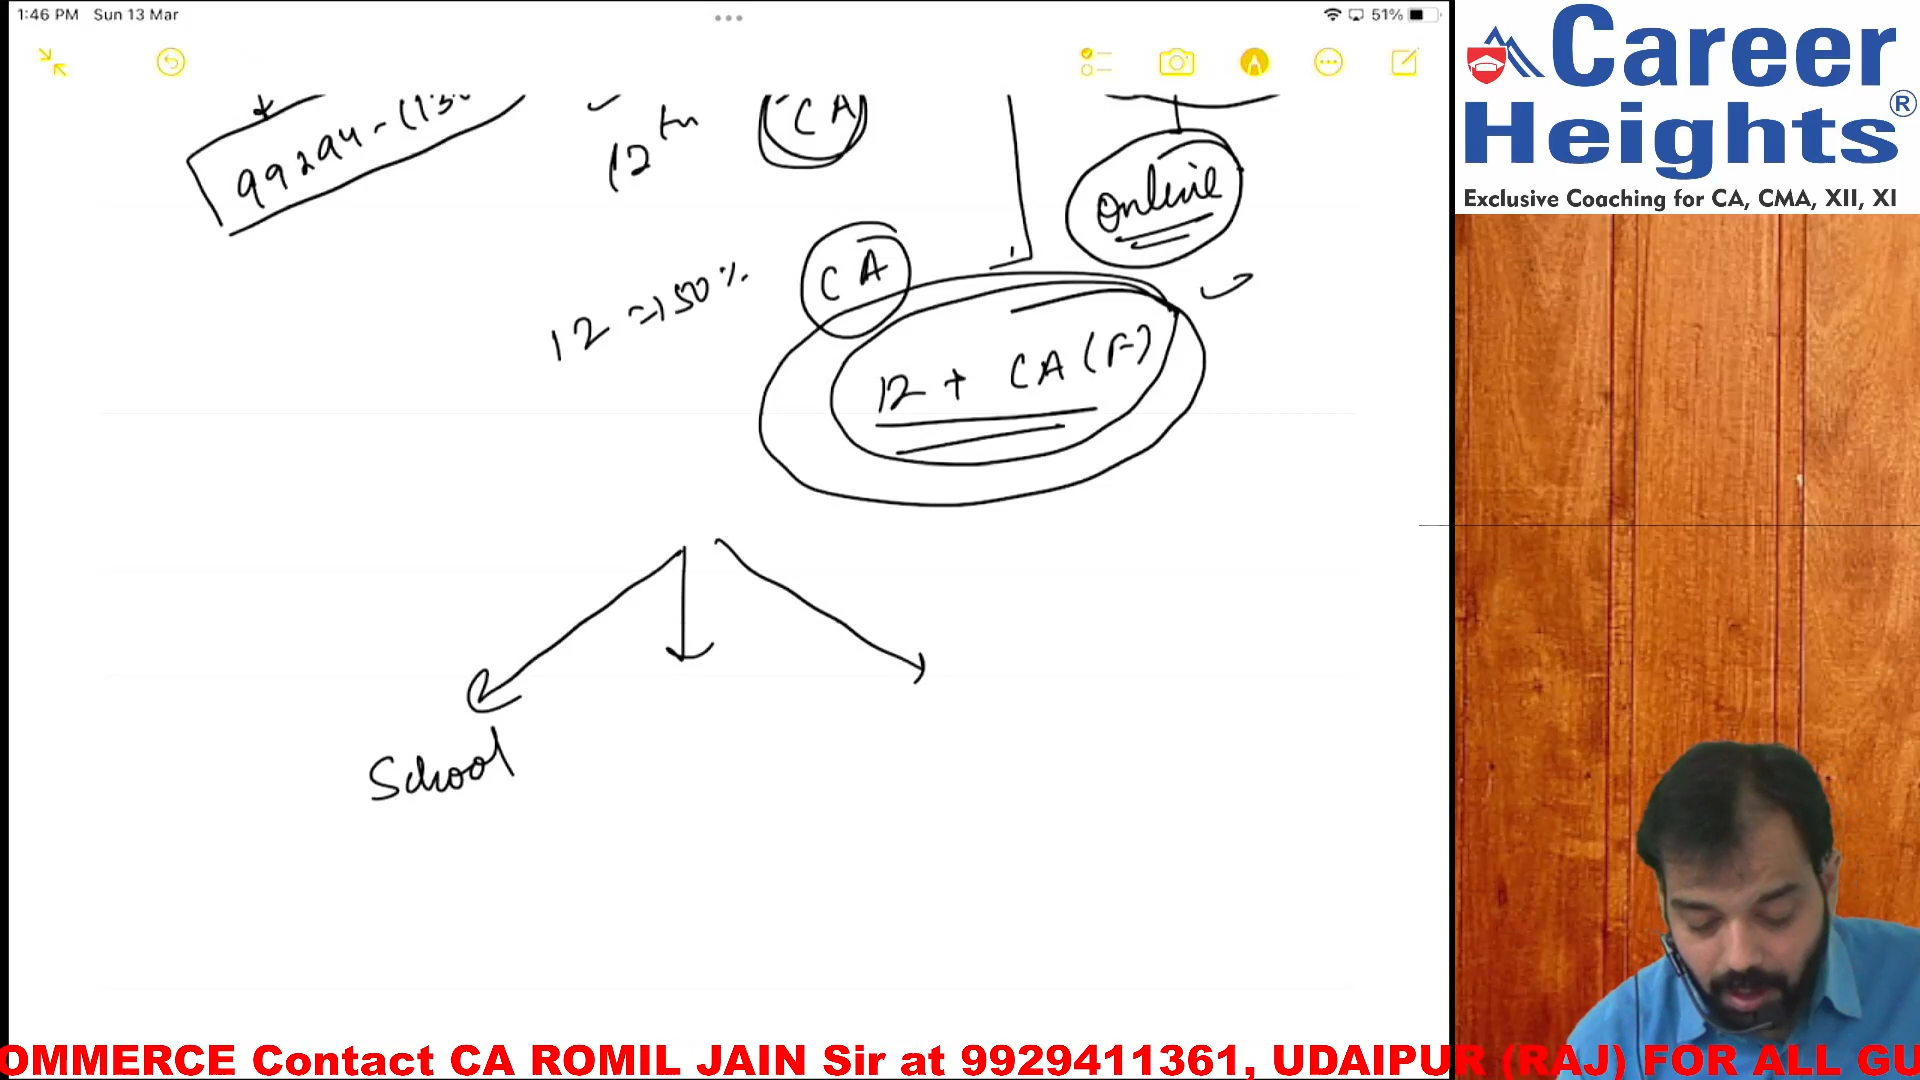 1:46 PM Sun 13 Mar
51%
Career
Heights®
Exclusive Coaching for CA, CMA, XII, XI
99294-(
12th CA
Online
CA
12
12 + CA (F)
School
OMMERCE Contact CA ROMIL JAIN Sir at 9929411361, UDAIPUR (RAJ) FOR ALL GU